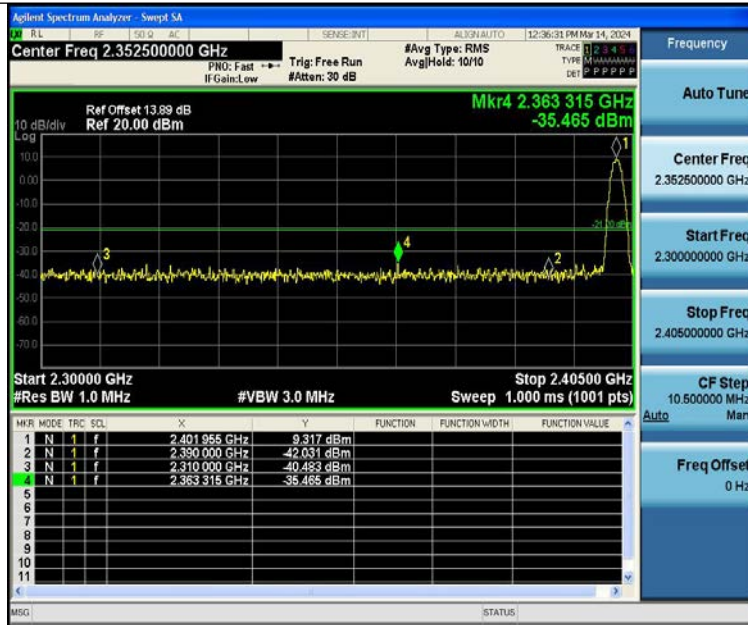 Agilent Spectrum Analyzer - Swept SA
RL RF 50 Ω AC SENSE:INT ALIGN AUTO 12:36:31 PM Mar 14, 2024
Center Freq 2.352500000 GHz
PNO: Fast Trig: Free Run #Avg Type: RMS TRACE 1 2 3 4 5 6
IFGain:Low #Atten: 30 dB Avg|Hold: 10/10 TYPE M
DET P P P P P P
Ref Offset 13.89 dB Mkr4 2.363 315 GHz
10 dB/div Ref 20.00 dBm -35.465 dBm
Log
10.0
0.00
-10.0
-20.0
-30.0
-40.0
-50.0
-60.0
-70.0
1
-21.00 dBm
3
4
2
Start 2.30000 GHz Stop 2.40500 GHz
#Res BW 1.0 MHz #VBW 3.0 MHz Sweep 1.000 ms (1001 pts)
MKR MODE TRC SCL X Y FUNCTION FUNCTION WIDTH FUNCTION VALUE
1 N 1 f 2.401 955 GHz 9.317 dBm
2 N 1 f 2.390 000 GHz -42.031 dBm
3 N 1 f 2.310 000 GHz -40.483 dBm
4 N 1 f 2.363 315 GHz -35.465 dBm
5
6
7
8
9
10
11
MSG STATUS
Frequency
Auto Tune
Center Freq
2.352500000 GHz
Start Freq
2.300000000 GHz
Stop Freq
2.405000000 GHz
CF Step
10.500000 MHz
Auto Man
Freq Offset
0 Hz